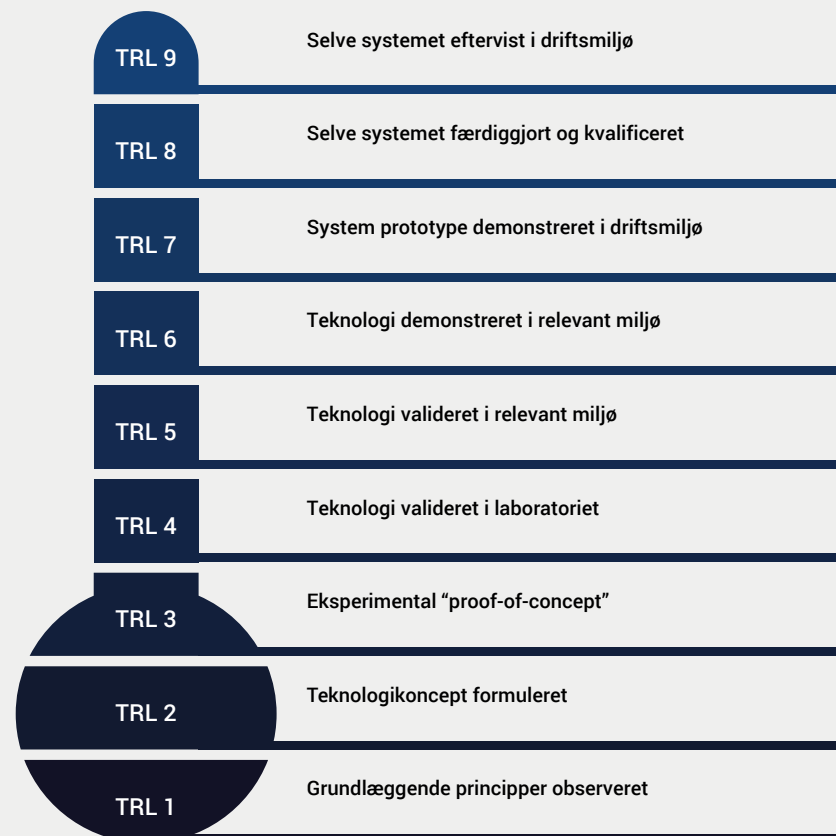 TRL 9
Selve systemet eftervist i driftsmiljø
TRL 8
Selve systemet færdiggjort og kvalificeret
TRL 7
System prototype demonstreret i driftsmiljø
TRL 6
Teknologi demonstreret i relevant miljø
TRL 5
Teknologi valideret i relevant miljø
TRL 4
Teknologi valideret i laboratoriet
TRL 3
Eksperimental “proof-of-concept”
TRL 2
Teknologikoncept formuleret
TRL 1
Grundlæggende principper observeret